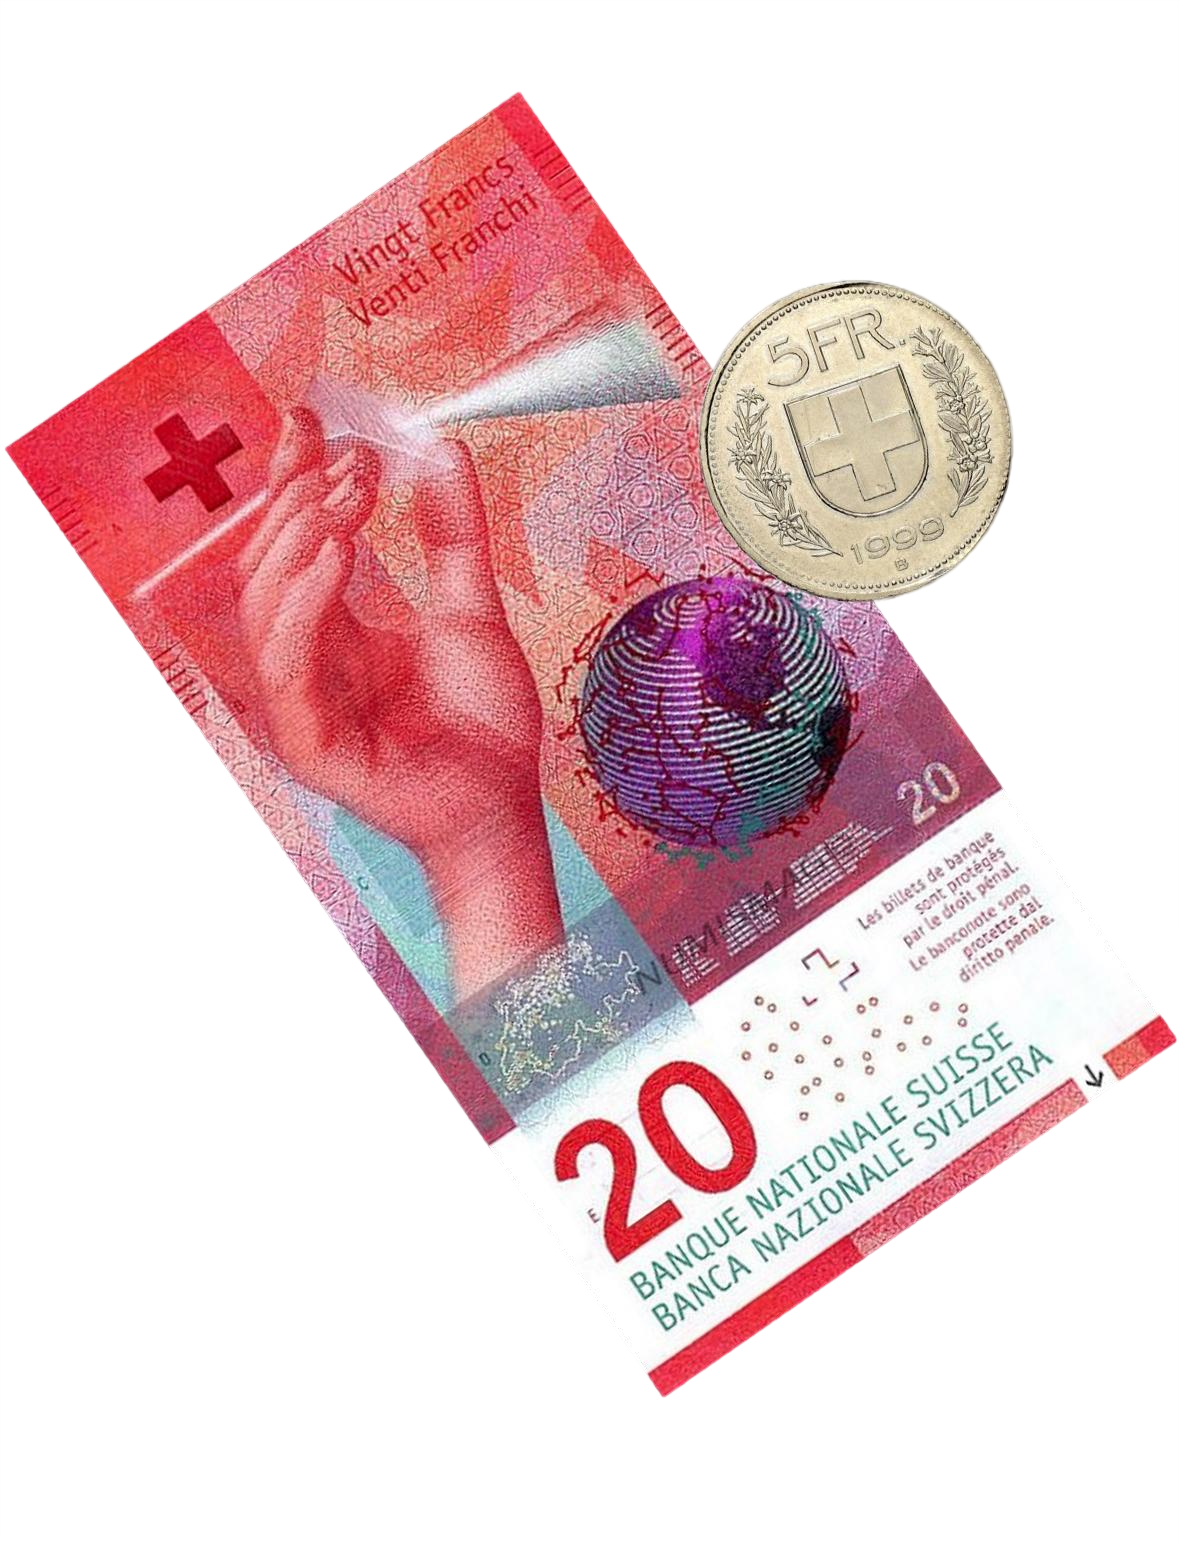 Vingt Francs
Venti Franchi
5FR.
1999
B
20
Les billets de banque
sont protégés
par le droit pénal.
Le banconote sono
protette dal
diritto penale.
20
E
BANQUE NATIONALE SUISSE
BANCA NAZIONALE SVIZZERA